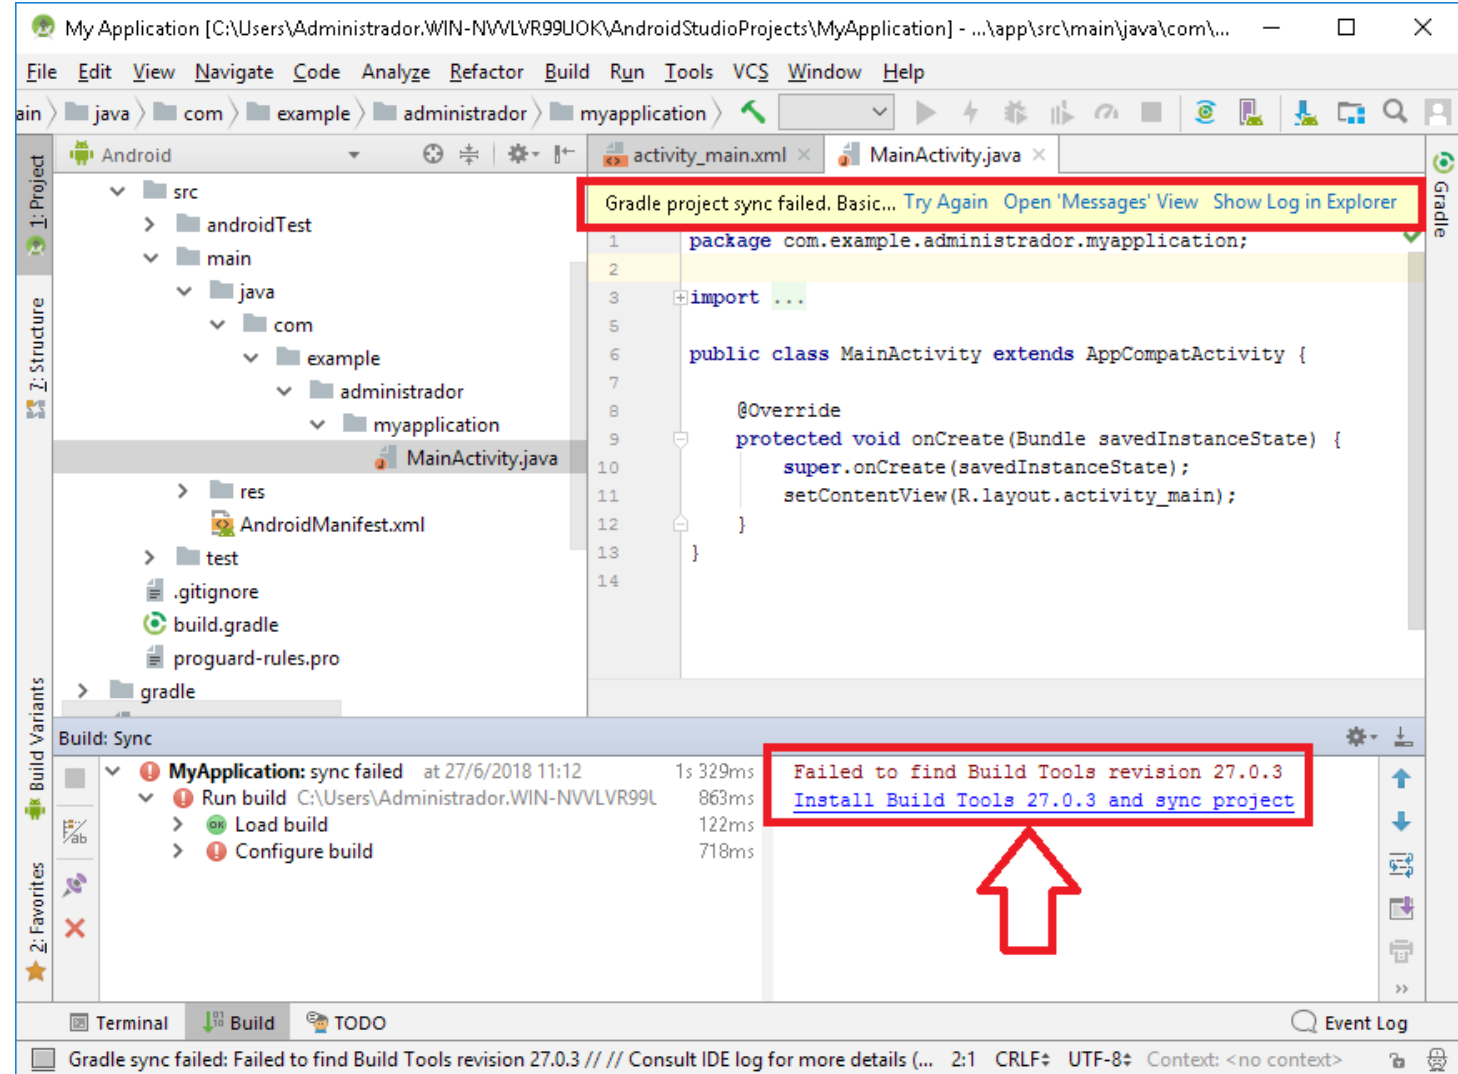 My Application [C:\Users\Administrador.WIN-NVVLVR99UOK\AndroidStudioProjects\MyApplication] - ...\app\src\main\java\com\...
File Edit View Navigate Code Analyze Refactor Build Run Tools VCS Window Help
ain java com example administrador myapplication
Android
activity_main.xml
MainActivity.java
1: Project
7: Structure
Build Variants
2: Favorites
Gradle
src
androidTest
main
java
com
example
administrador
myapplication
MainActivity.java
res
AndroidManifest.xml
test
.gitignore
build.gradle
proguard-rules.pro
gradle
Gradle project sync failed. Basic... Try Again Open 'Messages' View Show Log in Explorer
1 package com.example.administrador.myapplication;
2
3 import ...
5
6 public class MainActivity extends AppCompatActivity {
7
8 @Override
9 protected void onCreate(Bundle savedInstanceState) {
10 super.onCreate(savedInstanceState);
11 setContentView(R.layout.activity_main);
12 }
13 }
14
Build: Sync
MyApplication: sync failed at 27/6/2018 11:12 1s 329ms
Run build C:\Users\Administrador.WIN-NVVLVR99U 863ms
OK Load build 122ms
Configure build 718ms
Failed to find Build Tools revision 27.0.3
Install Build Tools 27.0.3 and sync project
Terminal Build TODO Event Log
Gradle sync failed: Failed to find Build Tools revision 27.0.3 // // Consult IDE log for more details (... 2:1 CRLF UTF-8 Context: <no context>